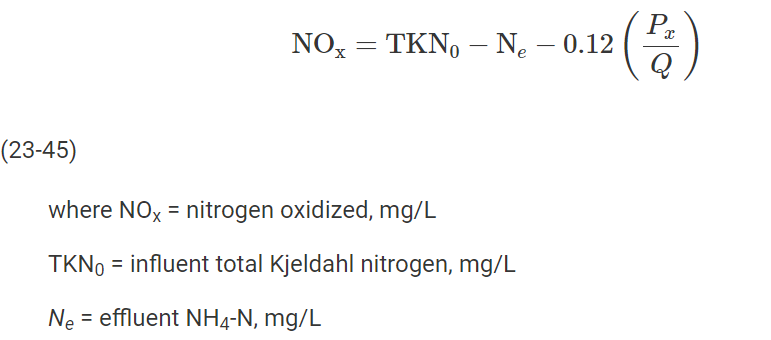 NOₓ = TKN₀ − Nₑ − 0.12 (Pₓ/Q)
(23-45)
where NOₓ = nitrogen oxidized, mg/L
TKN₀ = influent total Kjeldahl nitrogen, mg/L
Nₑ = effluent NH₄-N, mg/L